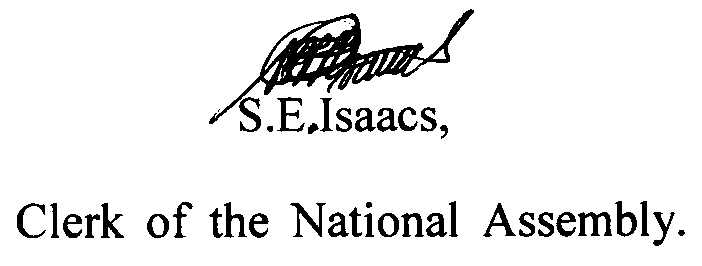 S.E.Isaacs,
Clerk of the National Assembly.